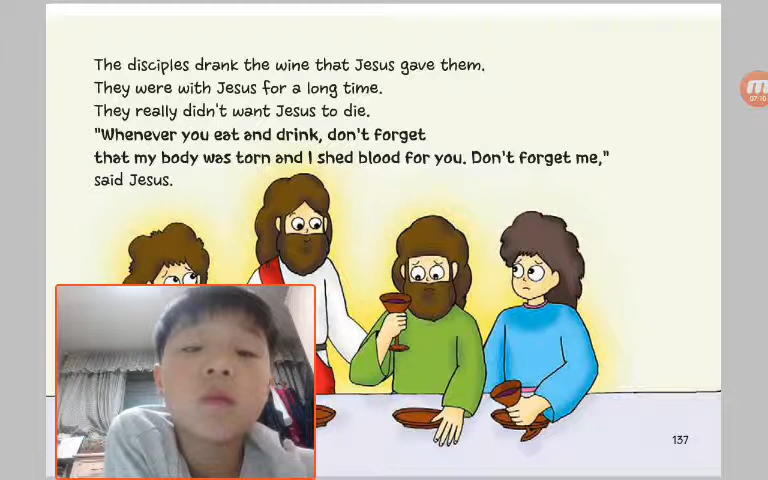 The disciples drank the wine that Jesus gave them.
They were with Jesus for a long time.
They really didn't want Jesus to die.
"Whenever you eat and drink, don't forget
that my body was torn and I shed blood for you. Don't forget me,"
said Jesus.
M
07:10
137